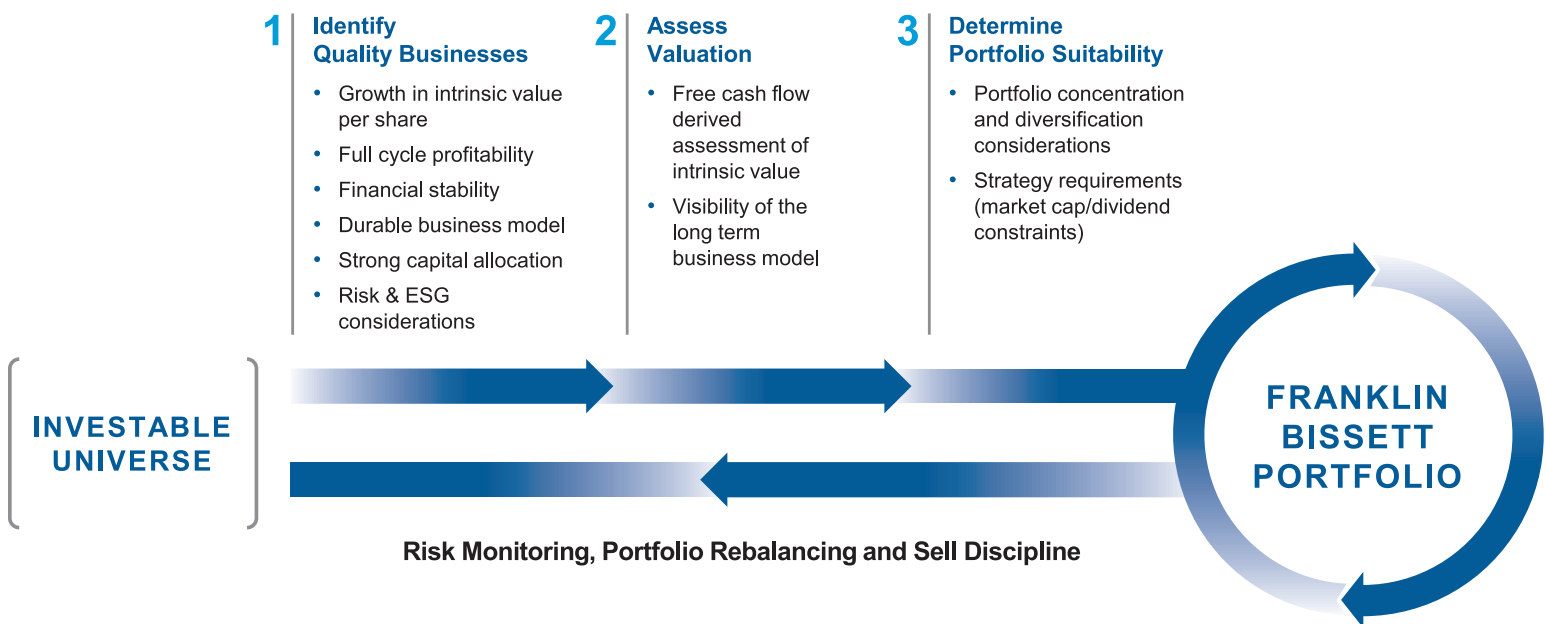 1
Identify
Quality Businesses
• Growth in intrinsic value
per share
• Full cycle profitability
• Financial stability
• Durable business model
• Strong capital allocation
• Risk & ESG
considerations
2
Assess
Valuation
• Free cash flow
derived
assessment of
intrinsic value
• Visibility of the
long term
business model
3
Determine
Portfolio Suitability
• Portfolio concentration
and diversification
considerations
• Strategy requirements
(market cap/dividend
constraints)
INVESTABLE
UNIVERSE
FRANKLIN
BISSETT
PORTFOLIO
Risk Monitoring, Portfolio Rebalancing and Sell Discipline